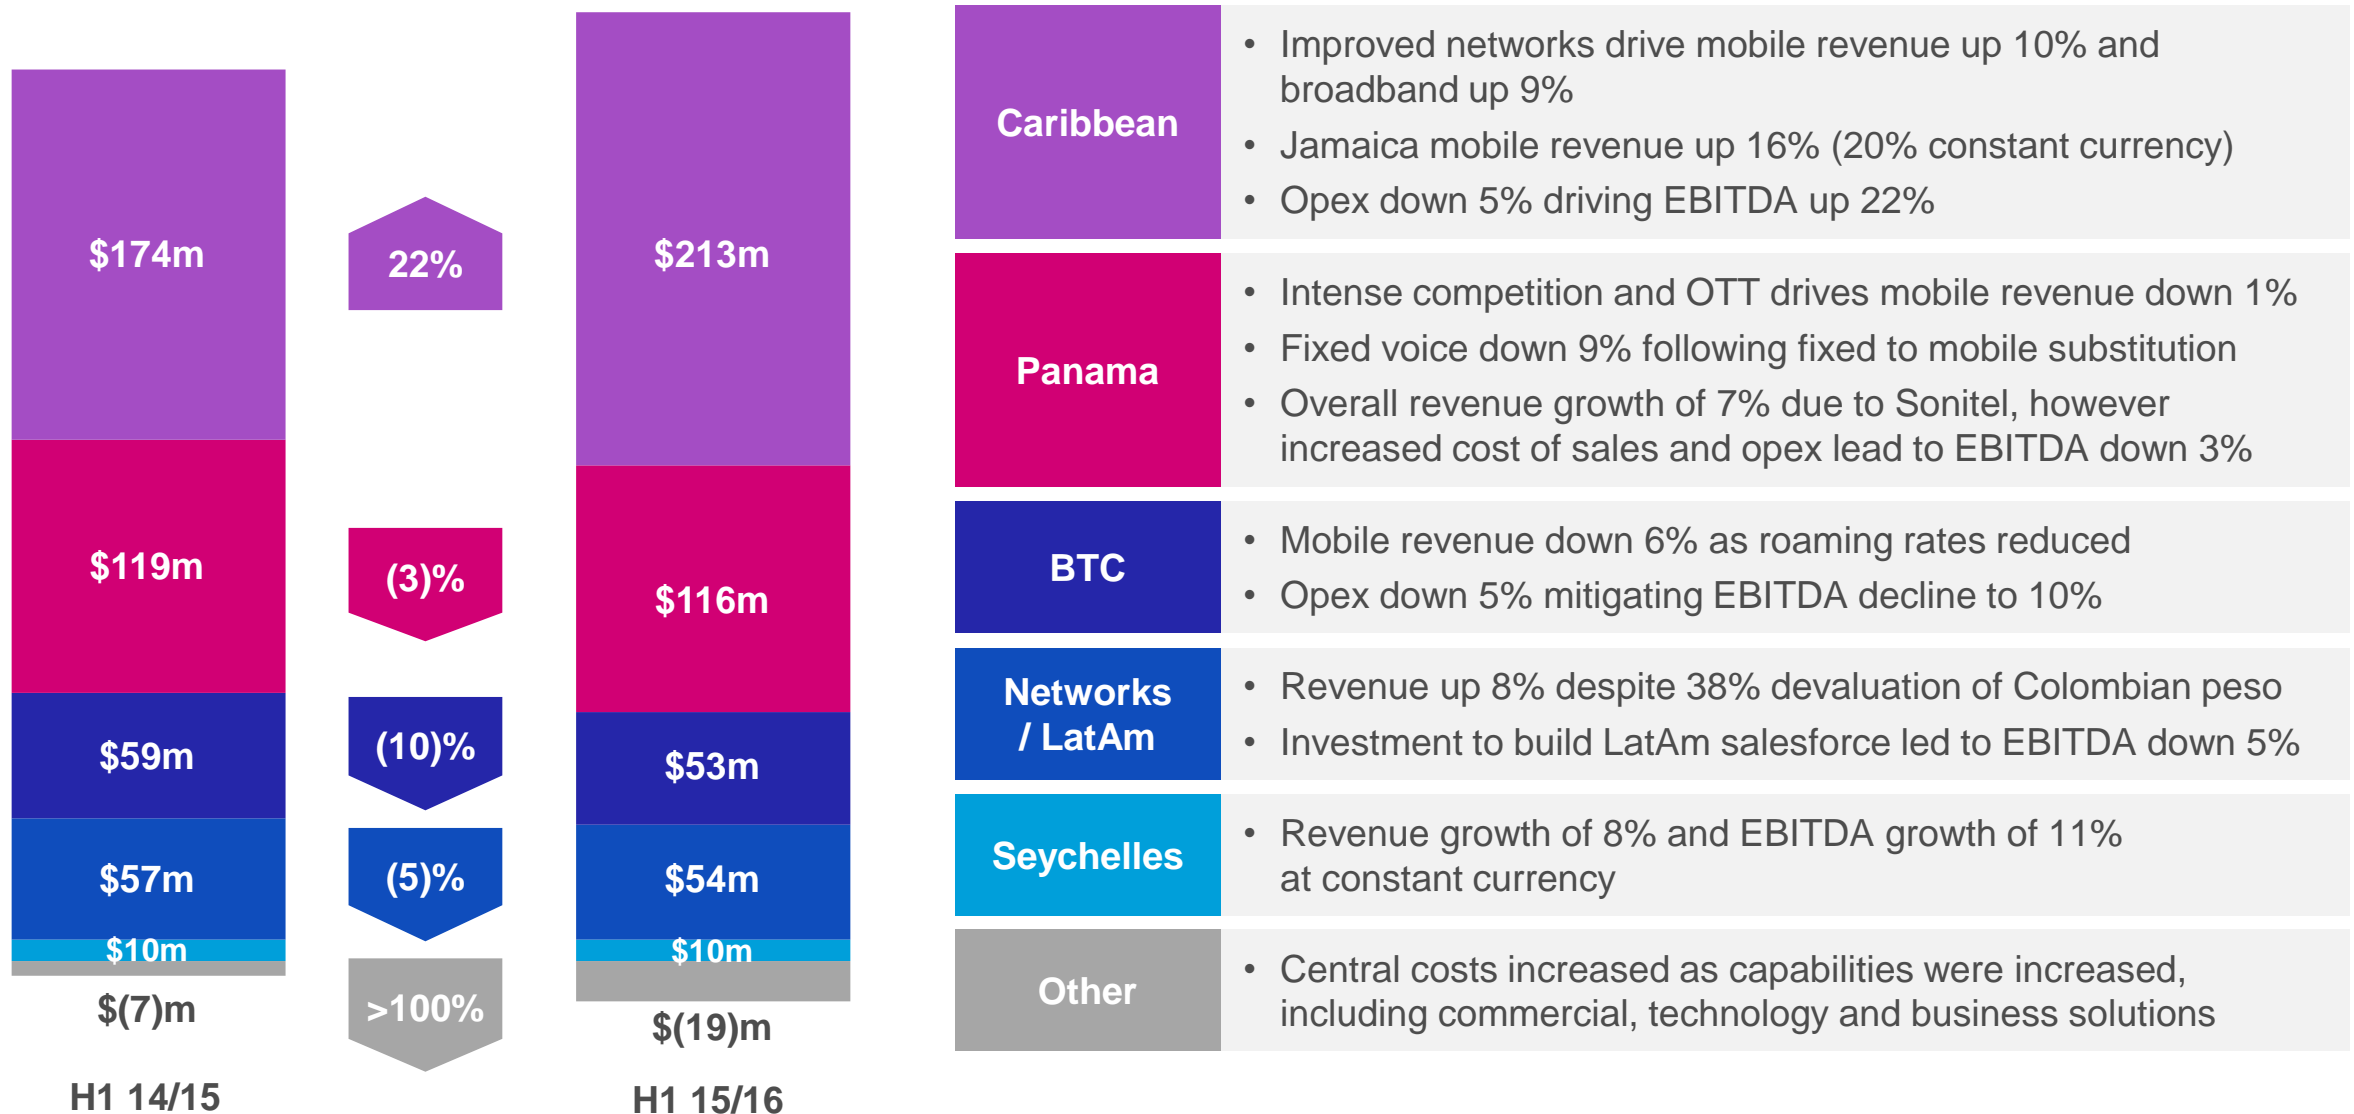 $174m
$119m
$59m
$57m
$10m
$(7)m
H1 14/15
22%
(3)%
(10)%
(5)%
>100%
$213m
$116m
$53m
$54m
$10m
$(19)m
H1 15/16
Caribbean
• Improved networks drive mobile revenue up 10% and
broadband up 9%
• Jamaica mobile revenue up 16% (20% constant currency)
• Opex down 5% driving EBITDA up 22%
Panama
• Intense competition and OTT drives mobile revenue down 1%
• Fixed voice down 9% following fixed to mobile substitution
• Overall revenue growth of 7% due to Sonitel, however
increased cost of sales and opex lead to EBITDA down 3%
BTC
• Mobile revenue down 6% as roaming rates reduced
• Opex down 5% mitigating EBITDA decline to 10%
Networks
/ LatAm
• Revenue up 8% despite 38% devaluation of Colombian peso
• Investment to build LatAm salesforce led to EBITDA down 5%
Seychelles
• Revenue growth of 8% and EBITDA growth of 11%
at constant currency
Other
• Central costs increased as capabilities were increased,
including commercial, technology and business solutions